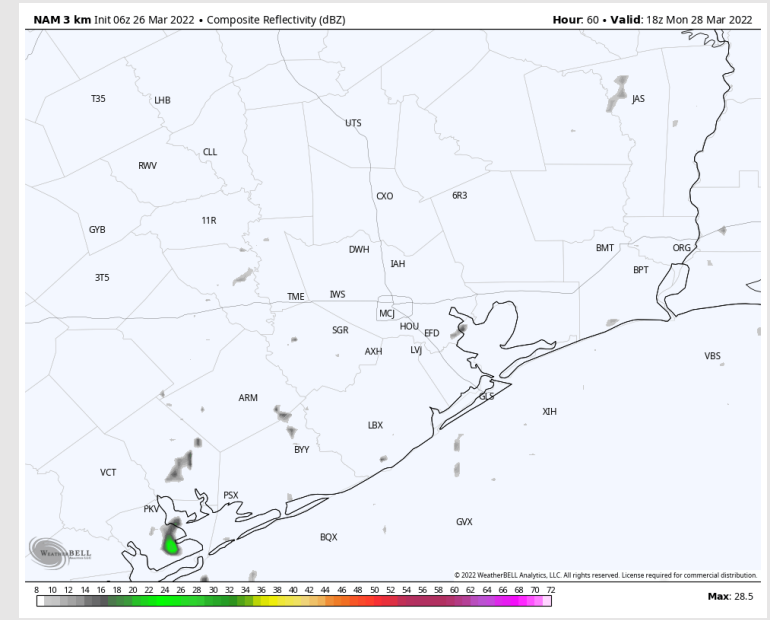 NAM 3 km Init 06z 26 Mar 2022 • Composite Reflectivity (dBZ) Hour: 60 • Valid: 18z Mon 28 Mar 2022
T35 LHB JAS
UTS
CLL
RWV
CXO 6R3
11R
GYB
DWH BMT ORG
IAH
BPT
3T5
TME IWS
MCJ
SGR HOU EFD
AXH LVJ
VBS
ARM GLS
XIH
LBX
BYY
VCT
PSX
PKV
GVX
BQX
WEATHERBELL
© 2022 WeatherBELL Analytics, LLC. All rights reserved. License required for commercial distribution.
8 10 12 14 16 18 20 22 24 26 28 30 32 34 36 38 40 42 44 46 48 50 52 54 56 58 60 62 64 66 68 70 72
Max: 28.5